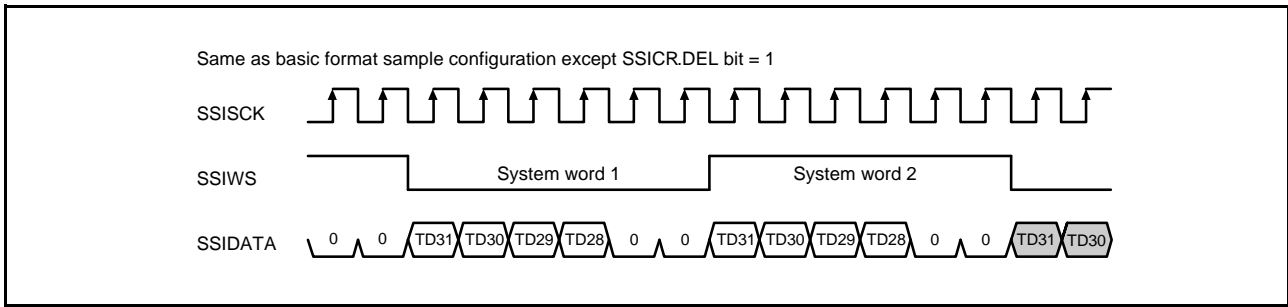 Same as basic format sample configuration except SSICR.DEL bit = 1
SSISCK
SSIWS System word 1 System word 2
SSIDATA 0 0 TD31 TD30 TD29 TD28 0 0 TD31 TD30 TD29 TD28 0 0 TD31 TD30